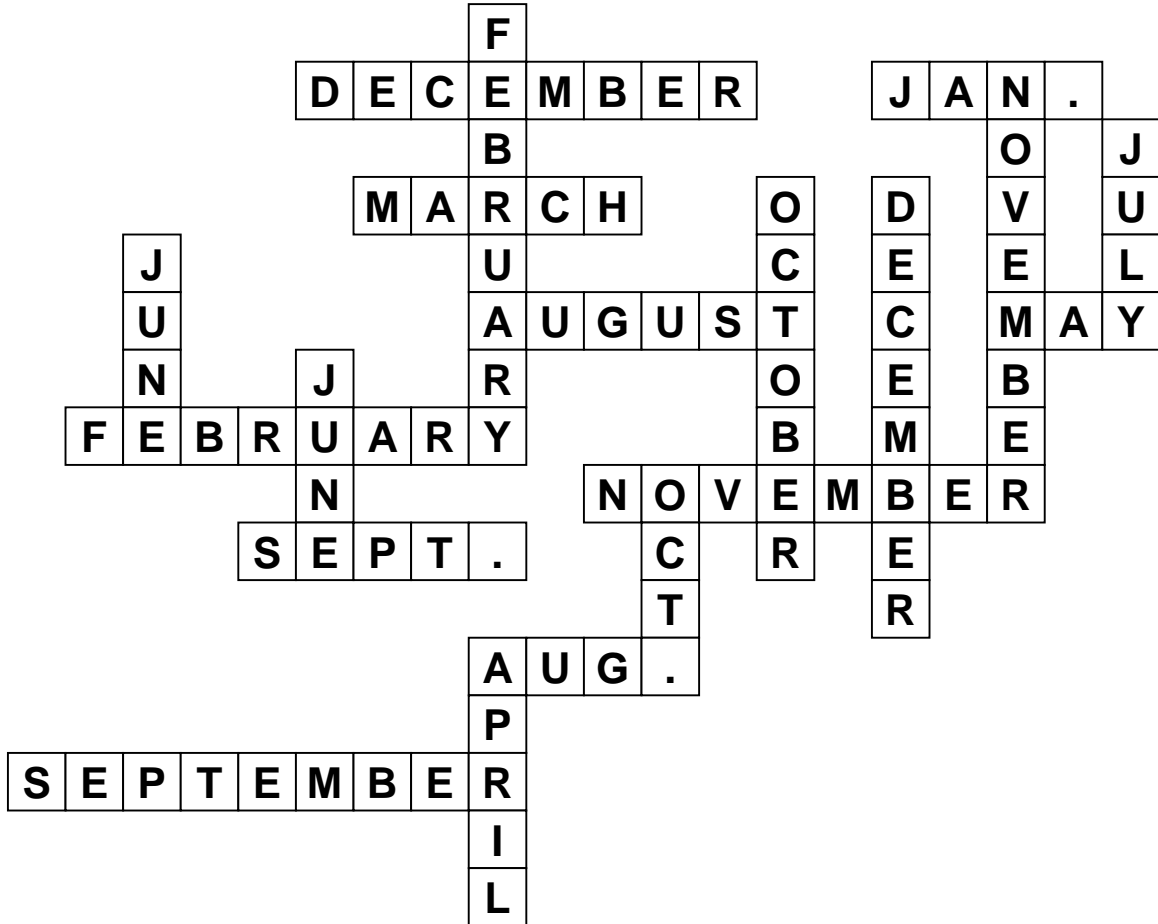 F
DECEMBER JAN.
B O J
MARCH O D V U
J U C E E L
U AUGUST C MAY
N J R O E B
FEBRUARY B M E
N NOVEMBER
SEPT. C R E
T R
AUG.
P
SEPTEMBER
I
L